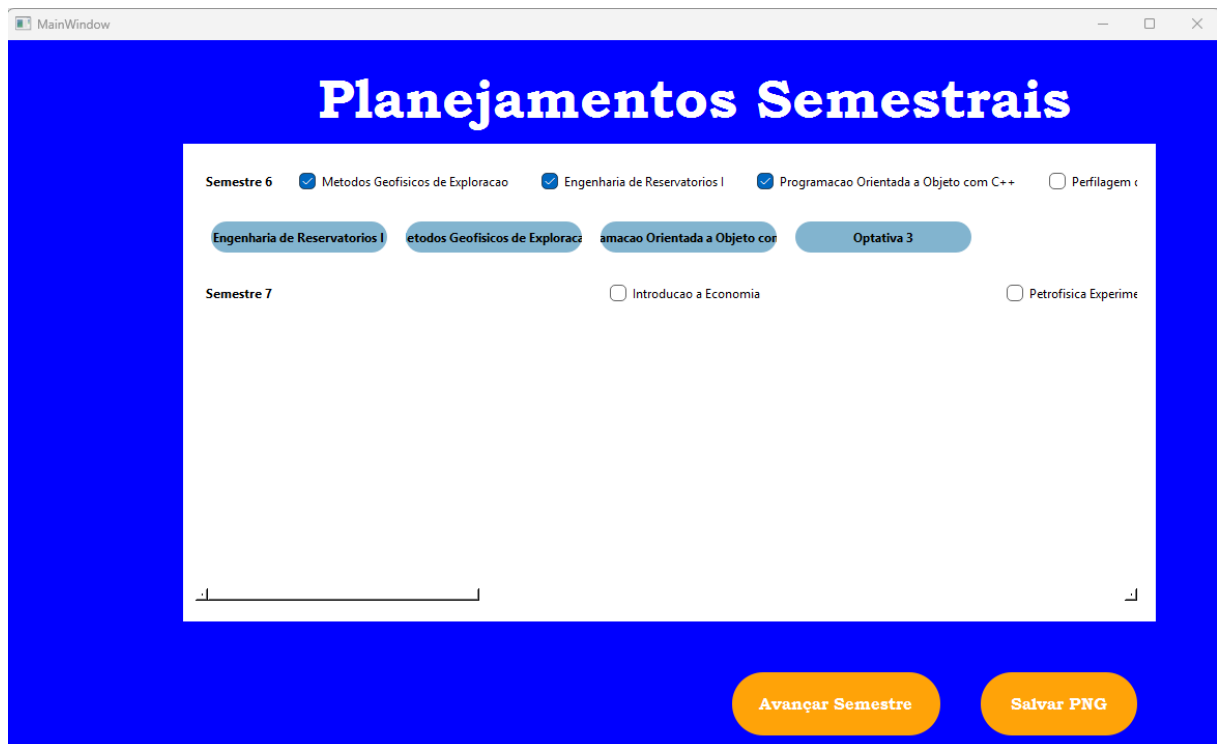 MainWindow
Planejamentos Semestrais
Semestre 6 Metodos Geofisicos de Exploracao Engenharia de Reservatorios I Programacao Orientada a Objeto com C++ Perfilagem
Engenharia de Reservatorios I etodos Geofisicos de Exploraca amacao Orientada a Objeto cor Optativa 3
Semestre 7 Introducao a Economia Petrofisica Experime
Avançar Semestre Salvar PNG